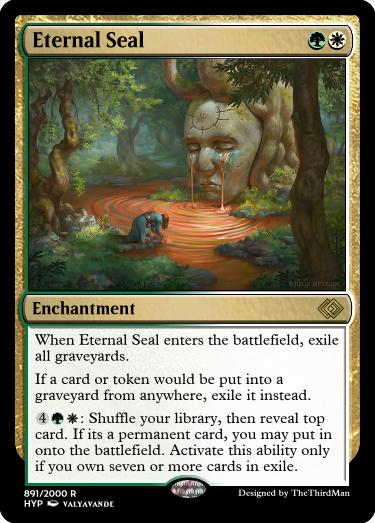 Eternal Seal
Enchantment
When Eternal Seal enters the battlefield, exile
all graveyards.
If a card or token would be put into a
graveyard from anywhere, exile it instead.
4 : Shuffle your library, then reveal top
card. If its a permanent card, you may put in
onto the battlefield. Activate this ability only
if you own seven or more cards in exile.
891/2000 R
HYP VALYAVANDE
Designed by TheThirdMan